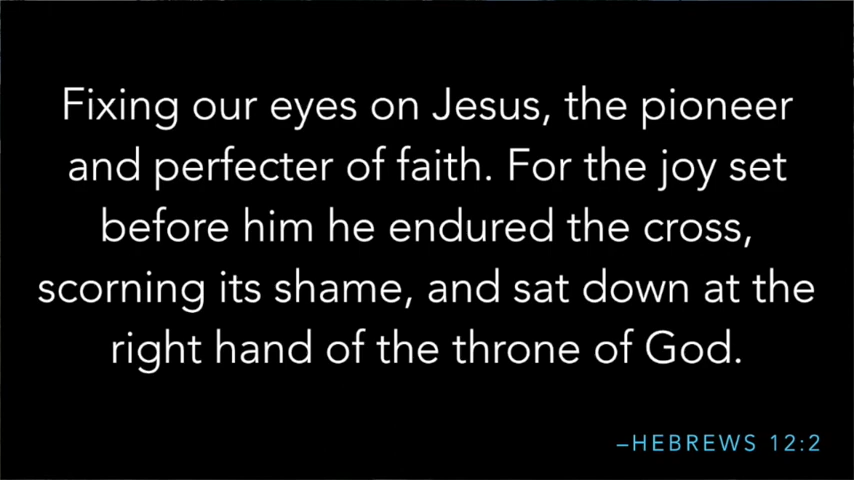 Fixing our eyes on Jesus, the pioneer
and perfecter of faith. For the joy set
before him he endured the cross,
scorning its shame, and sat down at the
right hand of the throne of God.
–HEBREWS 12:2